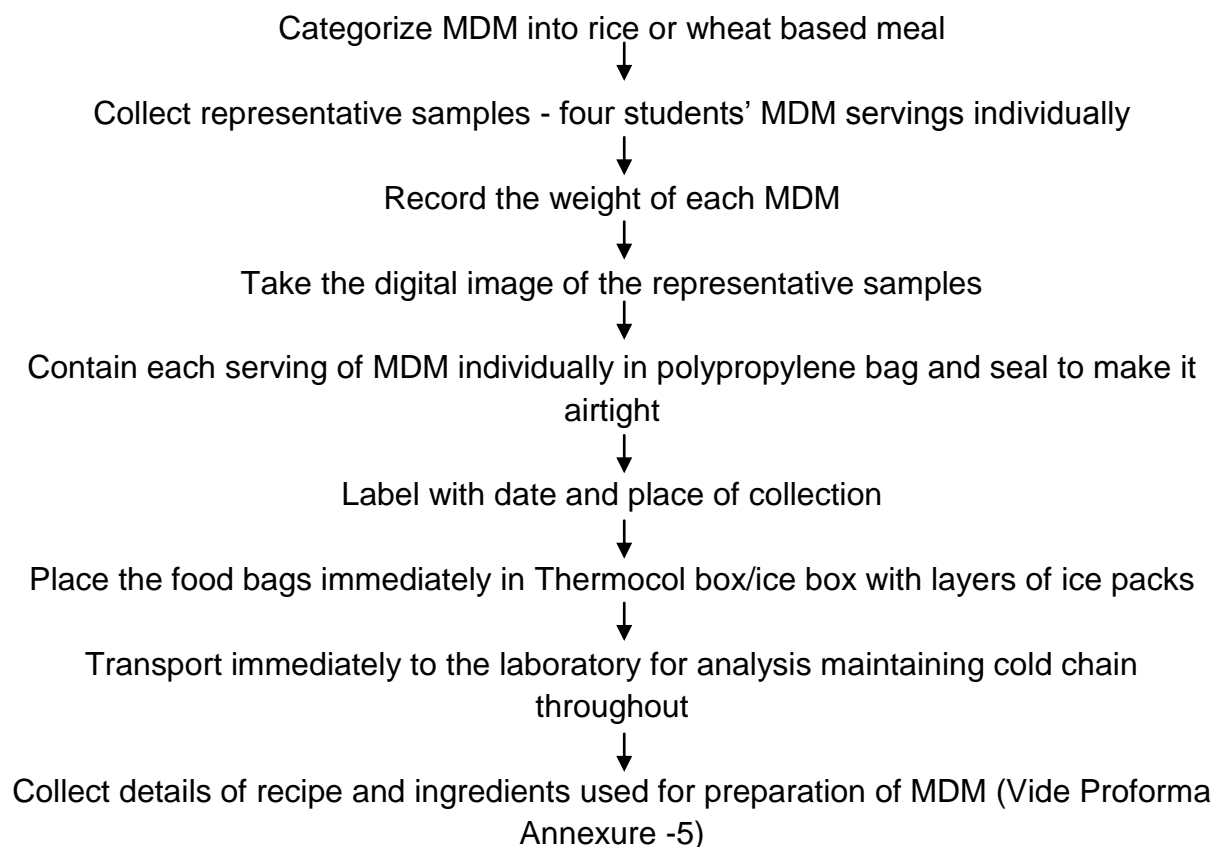 Categorize MDM into rice or wheat based meal
Collect representative samples - four students’ MDM servings individually
Record the weight of each MDM
Take the digital image of the representative samples
Contain each serving of MDM individually in polypropylene bag and seal to make it
airtight
Label with date and place of collection
Place the food bags immediately in Thermocol box/ice box with layers of ice packs
Transport immediately to the laboratory for analysis maintaining cold chain
throughout
Collect details of recipe and ingredients used for preparation of MDM (Vide Proforma
Annexure -5)